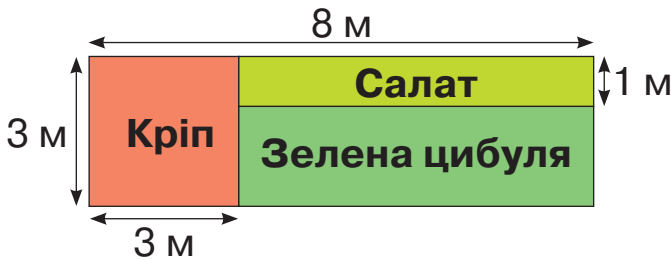 8 м
Салат
1 м
3 м
Кріп
Зелена цибуля
3 м